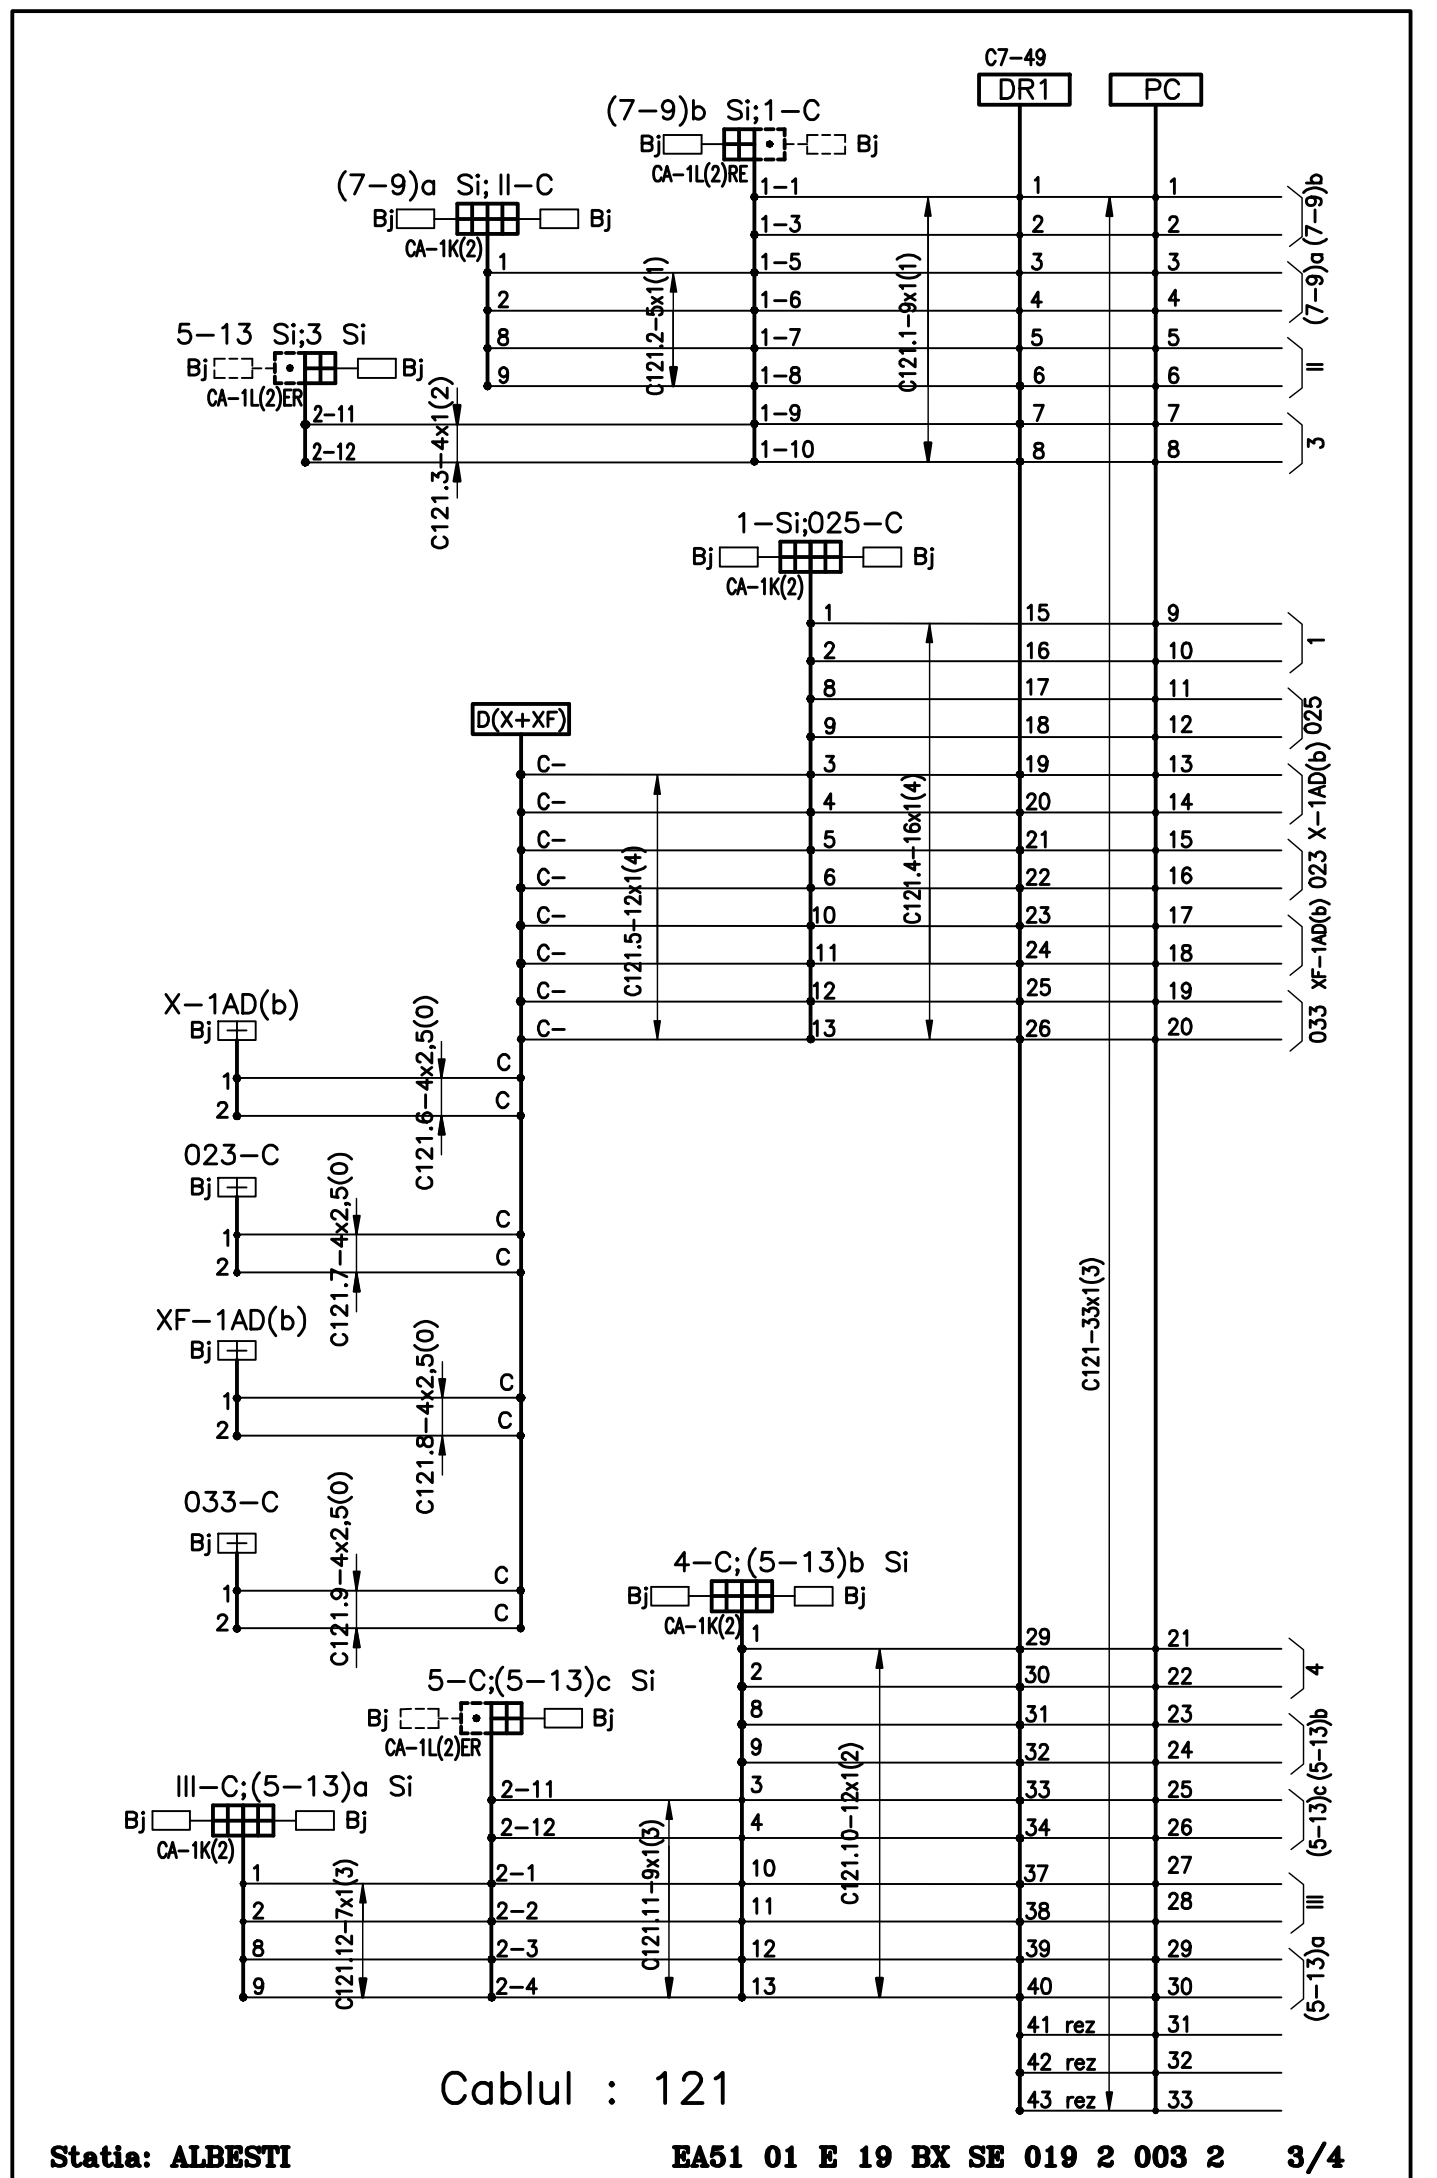 C7-49
DR1 PC
(7-9)b Si;1-C
Bj Bj
CA-1L(2)RE
(7-9)a Si; II-C
Bj Bj
CA-1K(2)
5-13 Si;3 Si
Bj Bj
CA-1L(2)ER
1-1 1 1
1-3 2 2
1 1-5 3 3
2 1-6 4 4
8 1-7 5 5
9 1-8 6 6
2-11 1-9 7 7
2-12 1-10 8 8
C121.3-4x1(2)
C121.2-5x1(1)
C121.1-9x1(1)
(7-9)b
(7-9)a
II
3
1-Si;025-C
Bj Bj
CA-1K(2)
1 15 9
2 16 10
8 17 11
9 18 12
D(X+XF)
C- 3 19 13
C- 4 20 14
C- 5 21 15
C- 6 22 16
C- 10 23 17
C- 11 24 18
C- 12 25 19
C- 13 26 20
C121.5-12x1(4)
C121.4-16x1(4)
1
025
X-1AD(b)
023
XF-1AD(b)
033
X-1AD(b)
Bj
1 C
2 C
C121.6-4x2,5(0)
023-C
Bj
1 C
2 C
C121.7-4x2,5(0)
XF-1AD(b)
Bj
1 C
2 C
C121.8-4x2,5(0)
033-C
Bj
1 C
2 C
C121.9-4x2,5(0)
C121-33x1(3)
4-C;(5-13)b Si
Bj Bj
CA-1K(2)
5-C;(5-13)c Si
Bj Bj
CA-1L(2)ER
III-C;(5-13)a Si
Bj Bj
CA-1K(2)
1 29 21
2 30 22
8 31 23
9 32 24
2-11 3 33 25
2-12 4 34 26
1 2-1 10 37 27
2 2-2 11 38 28
8 2-3 12 39 29
9 2-4 13 40 30
41 rez 31
42 rez 32
43 rez 33
C121.12-7x1(3)
C121.11-9x1(3)
C121.10-12x1(2)
4
(5-13)b
(5-13)c
III
(5-13)a
Cablul : 121
Statia: ALBESTI EA51 01 E 19 BX SE 019 2 003 2 3/4